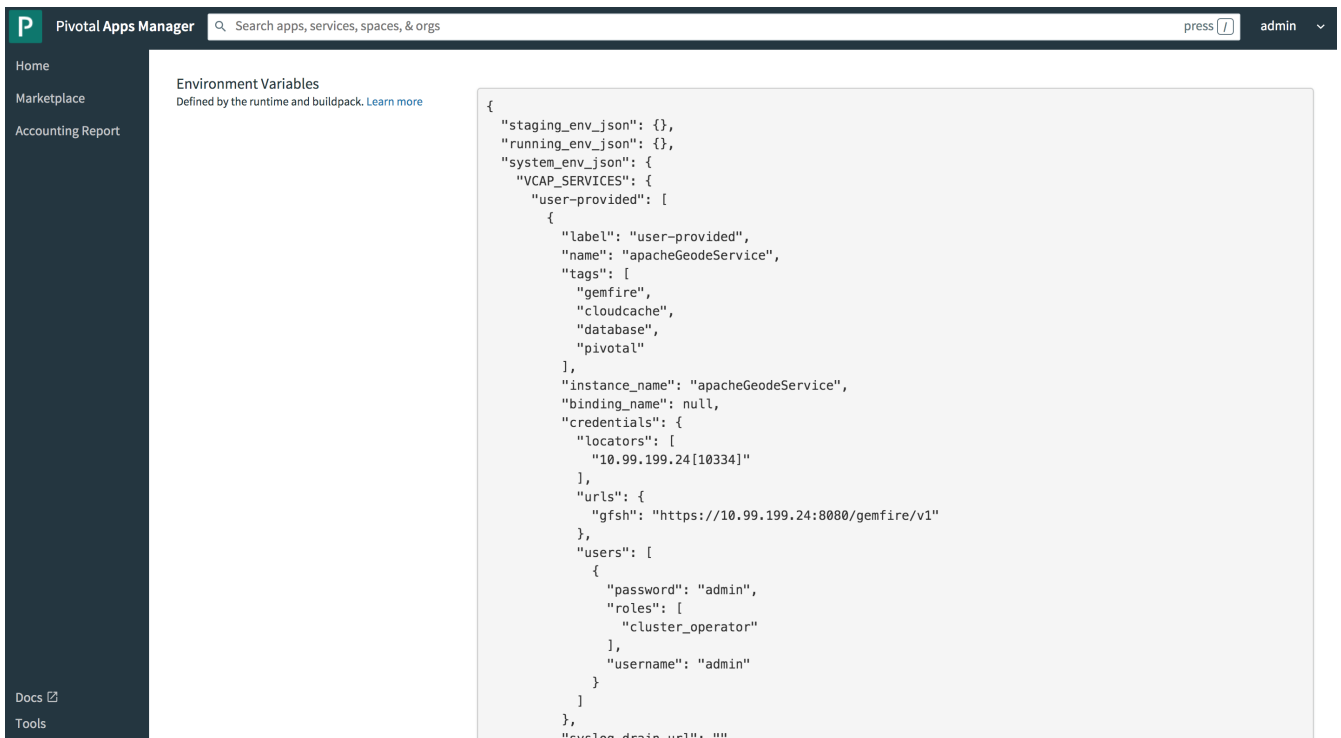 P Pivotal Apps Manager Search apps, services, spaces, & orgs press / admin
Home
Marketplace
Accounting Report
Docs
Tools
Environment Variables
Defined by the runtime and buildpack. Learn more
{
  "staging_env_json": {},
  "running_env_json": {},
  "system_env_json": {
    "VCAP_SERVICES": {
      "user-provided": [
        {
          "label": "user-provided",
          "name": "apacheGeodeService",
          "tags": [
            "gemfire",
            "cloudcache",
            "database",
            "pivotal"
          ],
          "instance_name": "apacheGeodeService",
          "binding_name": null,
          "credentials": {
            "locators": [
              "10.99.199.24[10334]"
            ],
            "urls": {
              "gfsh": "https://10.99.199.24:8080/gemfire/v1"
            },
            "users": [
              {
                "password": "admin",
                "roles": [
                  "cluster_operator"
                ],
                "username": "admin"
              }
            ]
          },
          "syslog_drain_url": ""